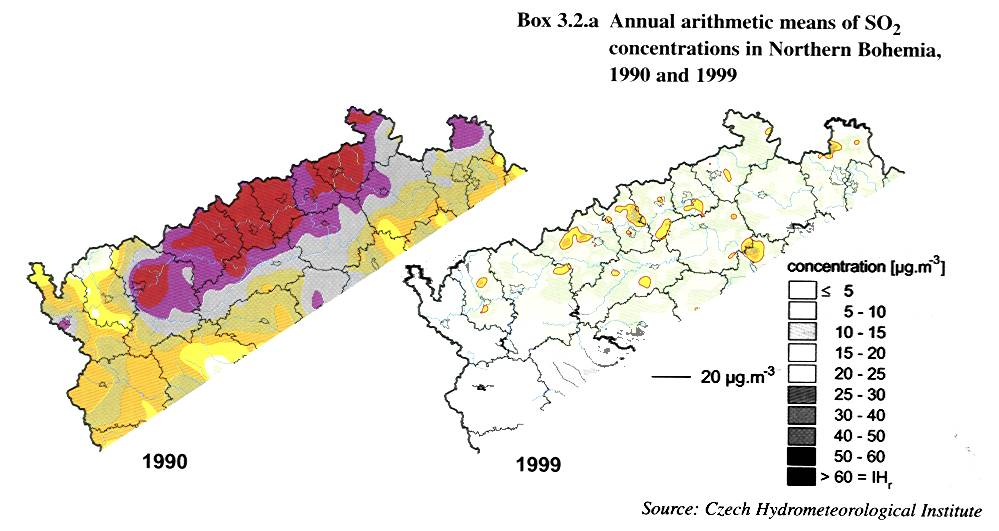 Box 3.2.a Annual arithmetic means of SO₂
concentrations in Northern Bohemia,
1990 and 1999
concentration [µg.m⁻³]
≤ 5
5 - 10
10 - 15
15 - 20
20 - 25
25 - 30
30 - 40
40 - 50
50 - 60
> 60 = IHᵣ
20 µg.m⁻³
1990
1999
Source: Czech Hydrometeorological Institute